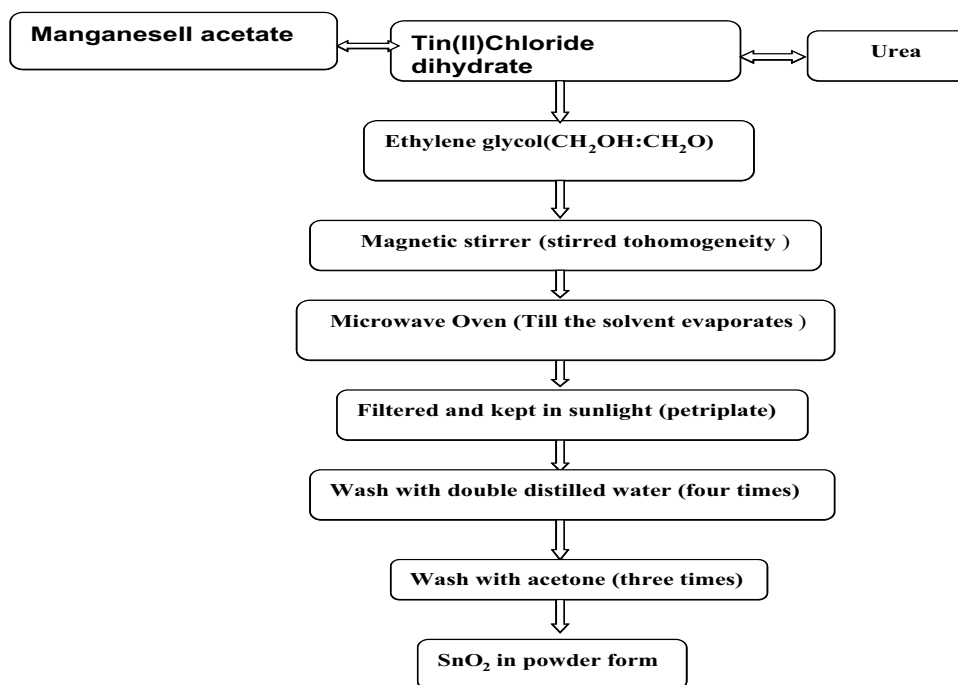 ManganeseII acetate
Tin(II)Chloride
dihydrate
Urea
Ethylene glycol(CH₂OH:CH₂O)
Magnetic stirrer (stirred tohomogeneity )
Microwave Oven (Till the solvent evaporates )
Filtered and kept in sunlight (petriplate)
Wash with double distilled water (four times)
Wash with acetone (three times)
SnO₂ in powder form